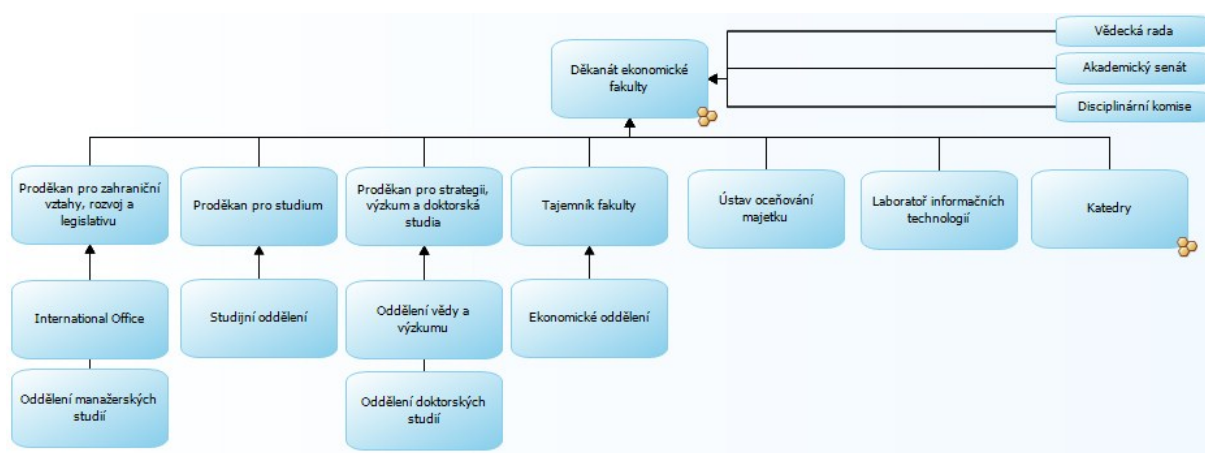 Vědecká rada
Děkanát ekonomické
fakulty
Akademický senát
Disciplinární komise
Proděkan pro zahraniční
vztahy, rozvoj a
legislativu
Proděkan pro studium
Proděkan pro strategii,
výzkum a doktorská
studia
Tajemník fakulty
Ústav oceňování
majetku
Laboratoř informačních
technologií
Katedry
International Office
Studijní oddělení
Oddělení vědy a
výzkumu
Ekonomické oddělení
Oddělení manažerských
studií
Oddělení doktorských
studií